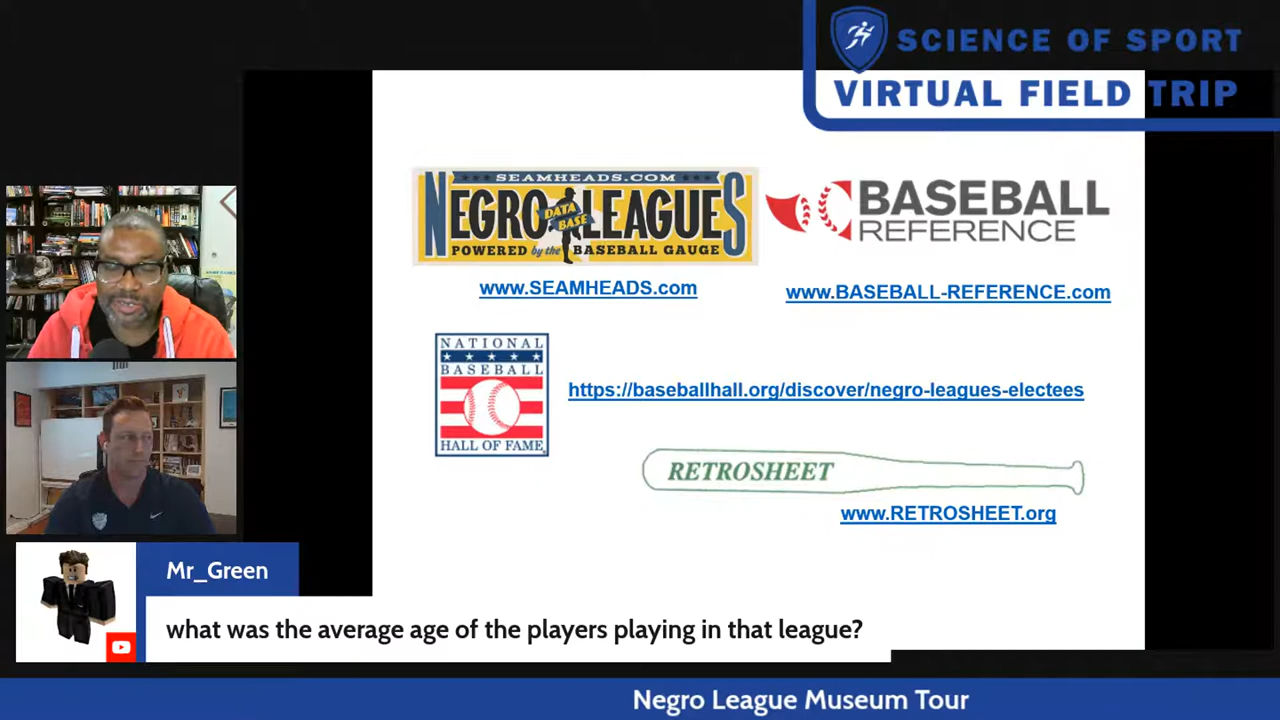 SCIENCE OF SPORT
VIRTUAL FIELD TRIP
SEAMHEADS.COM
NEGRO LEAGUES
DATA
BASE
POWERED by the BASEBALL GAUGE
www.SEAMHEADS.com
BASEBALL
REFERENCE
www.BASEBALL-REFERENCE.com
NATIONAL
BASEBALL
HALL OF FAME
https://baseballhall.org/discover/negro-leagues-electees
RETROSHEET
www.RETROSHEET.org
Mr_Green
what was the average age of the players playing in that league?
Negro League Museum Tour